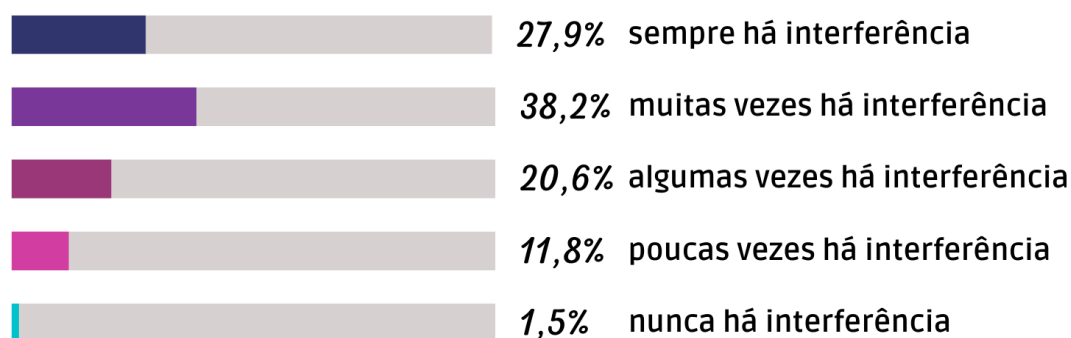 27,9% sempre há interferência
38,2% muitas vezes há interferência
20,6% algumas vezes há interferência
11,8% poucas vezes há interferência
1,5% nunca há interferência